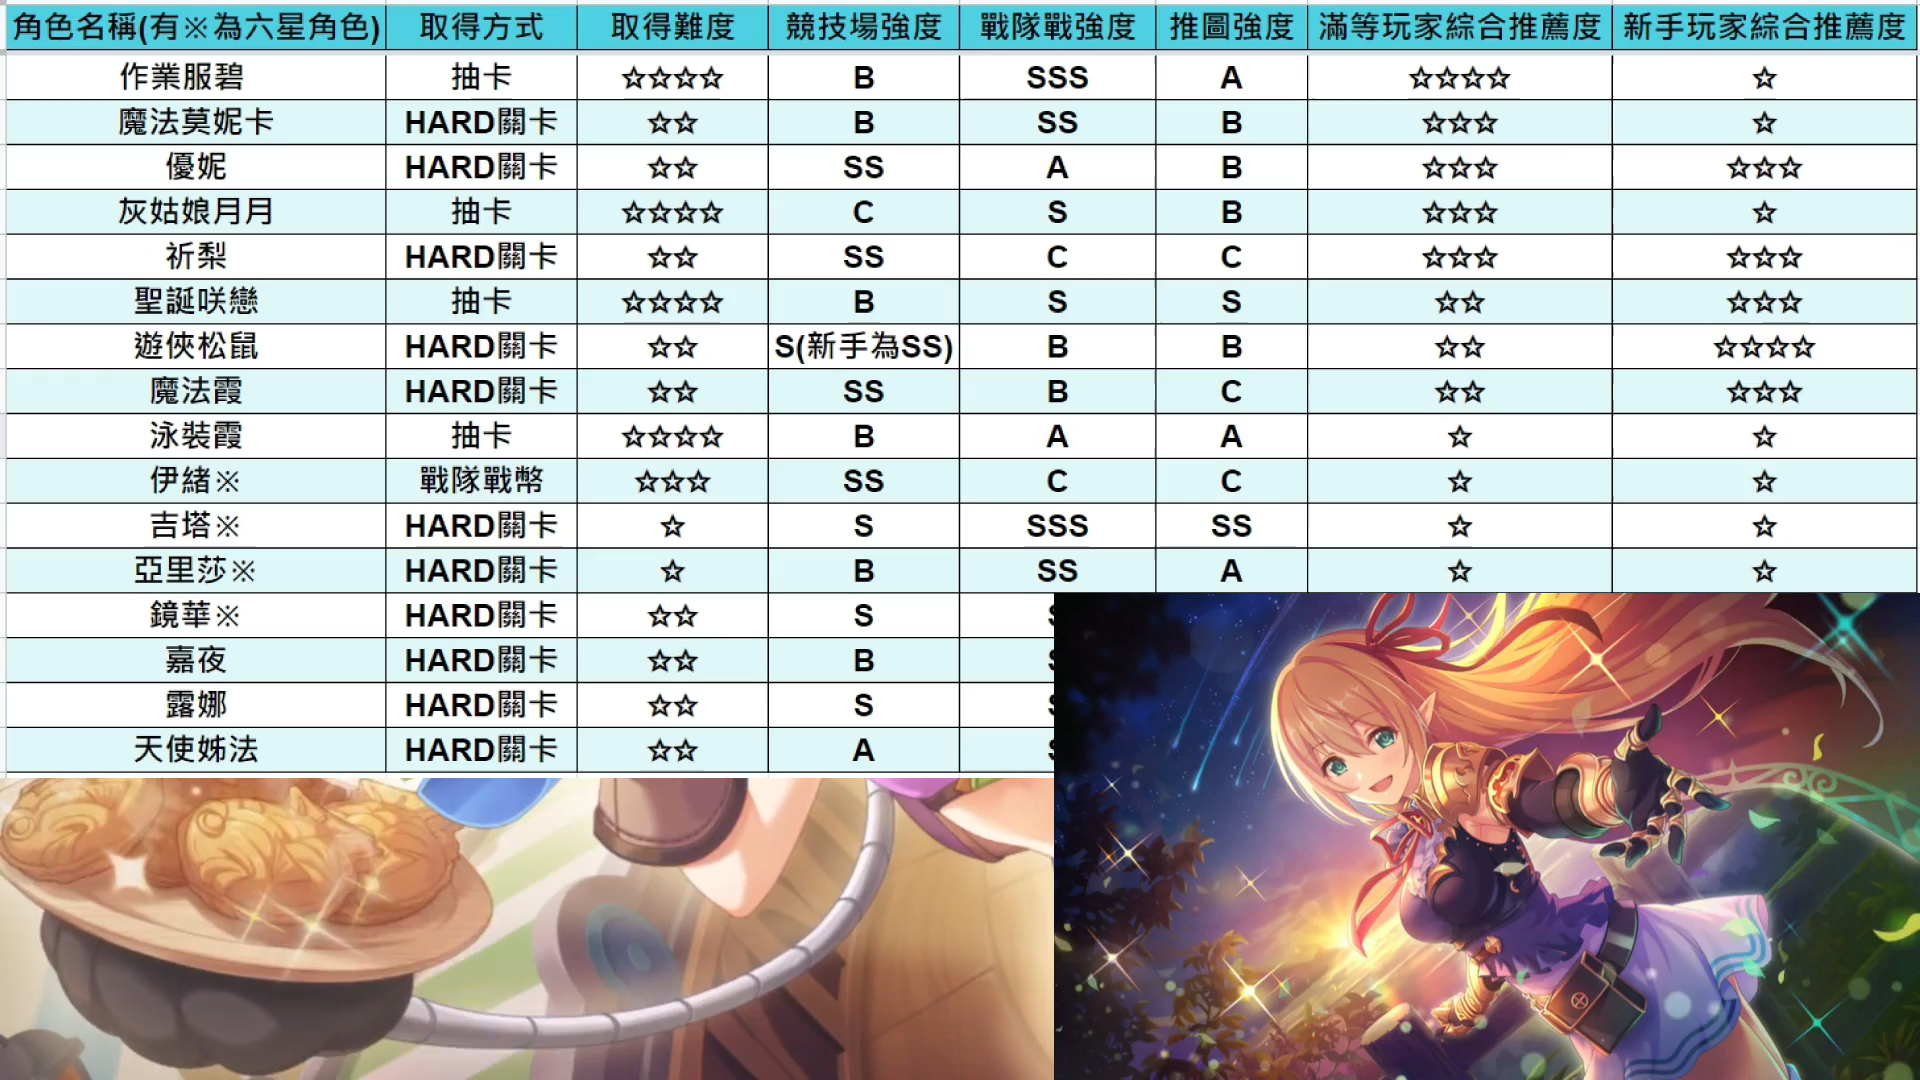 角色名稱(有※為六星角色) 取得方式 取得難度 競技場強度 戰隊戰強度 推圖強度 滿等玩家綜合推薦度 新手玩家綜合推薦度
作業服碧 抽卡 ☆☆☆☆ B SSS A ☆☆☆☆ ☆
魔法莫妮卡 HARD關卡 ☆☆ B SS B ☆☆☆ ☆
優妮 HARD關卡 ☆☆ SS A B ☆☆☆ ☆☆☆
灰姑娘月月 抽卡 ☆☆☆☆ C S B ☆☆☆ ☆
祈梨 HARD關卡 ☆☆ SS C C ☆☆☆ ☆☆☆
聖誕咲戀 抽卡 ☆☆☆☆ B S S ☆☆ ☆☆☆
遊俠松鼠 HARD關卡 ☆☆ S(新手為SS) B B ☆☆ ☆☆☆☆
魔法霞 HARD關卡 ☆☆ SS B C ☆☆ ☆☆☆
泳裝霞 抽卡 ☆☆☆☆ B A A ☆ ☆
伊緒※ 戰隊戰幣 ☆☆☆ SS C C ☆ ☆
吉塔※ HARD關卡 ☆ S SSS SS ☆ ☆
亞里莎※ HARD關卡 ☆ B SS A ☆ ☆
鏡華※ HARD關卡 ☆☆ S
嘉夜 HARD關卡 ☆☆ B
露娜 HARD關卡 ☆☆ S
天使姊法 HARD關卡 ☆☆ A